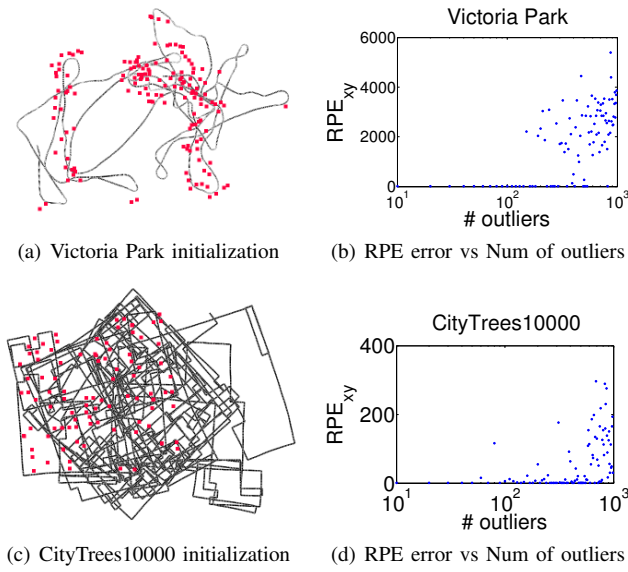 Victoria Park
6000
4000
2000
0
RPE_xy
10^1 10^2 10^3
# outliers
(a) Victoria Park initialization (b) RPE error vs Num of outliers
CityTrees10000
400
200
0
RPE_xy
10^1 10^2 10^3
# outliers
(c) CityTrees10000 initialization (d) RPE error vs Num of outliers